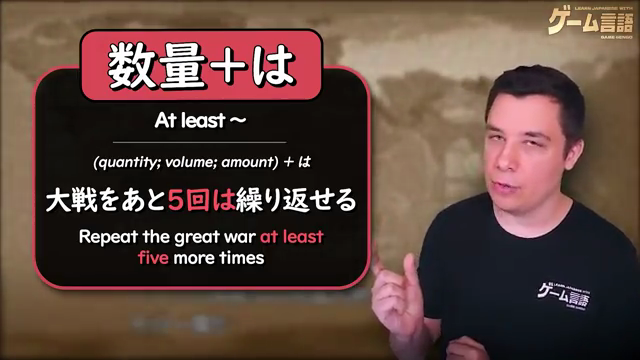 LEARN JAPANESE WITH
ゲーム言語
GAME GENGO
数量+は
At least ～
(quantity; volume; amount) + は
大戦をあと5回は繰り返せる
Repeat the great war at least
five more times
LEARN JAPANESE WITH
ゲーム言語